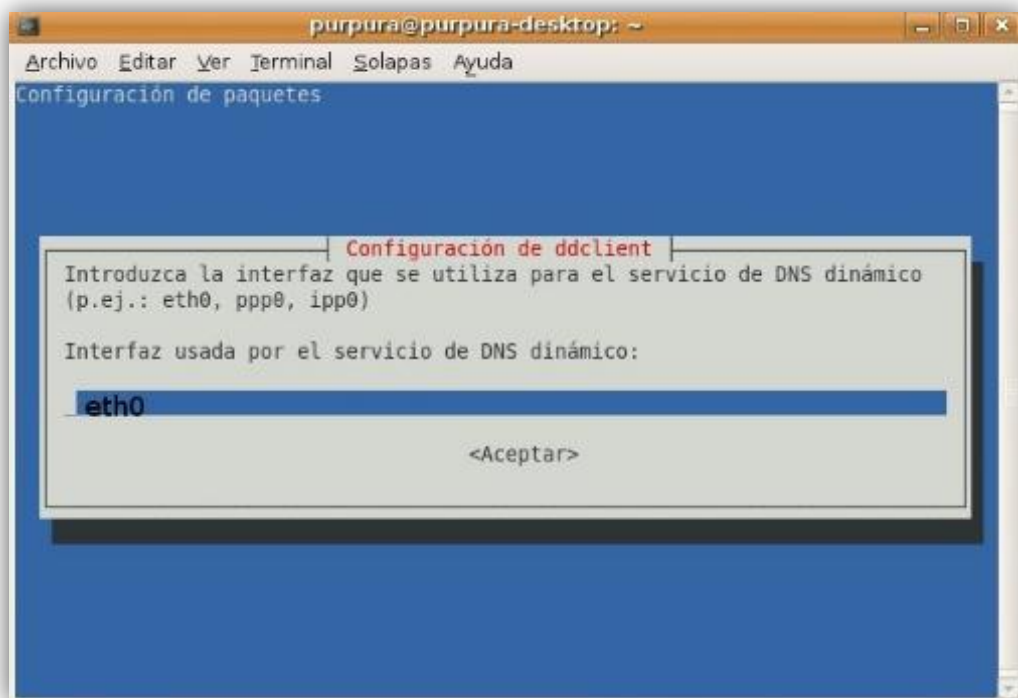 purpura@purpura-desktop: ~
Archivo Editar Ver Terminal Solapas Ayuda
Configuración de paquetes
Configuración de ddclient
Introduzca la interfaz que se utiliza para el servicio de DNS dinámico
(p.ej.: eth0, ppp0, ipp0)
Interfaz usada por el servicio de DNS dinámico:
_eth0
<Aceptar>